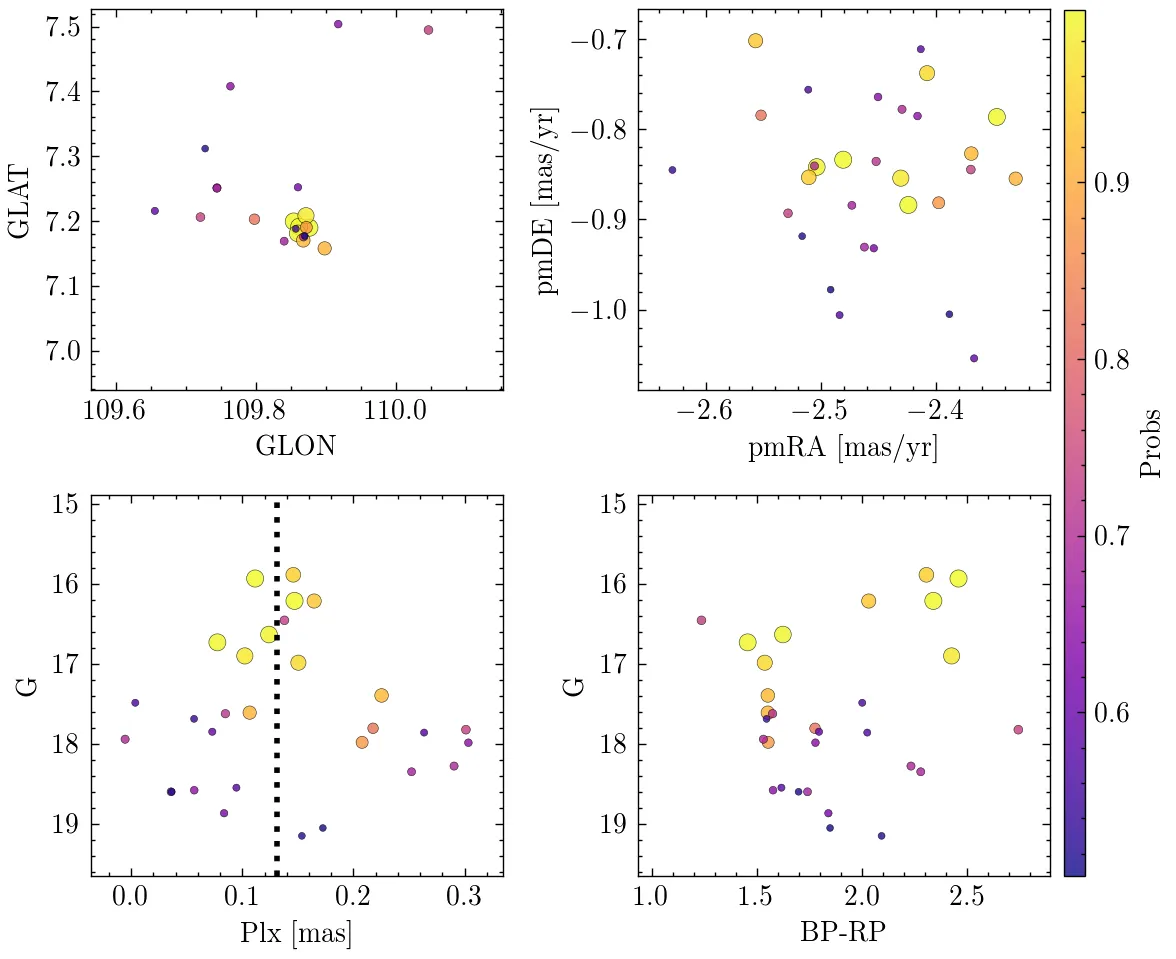 7.5
7.4
7.3
7.2
7.1
7.0
GLAT
109.6 109.8 110.0
GLON
−0.7
−0.8
−0.9
−1.0
pmDE [mas/yr]
−2.6 −2.5 −2.4
pmRA [mas/yr]
15
16
17
18
19
G
0.0 0.1 0.2 0.3
Plx [mas]
15
16
17
18
19
G
1.0 1.5 2.0 2.5
BP-RP
0.9
0.8
0.7
0.6
Probs